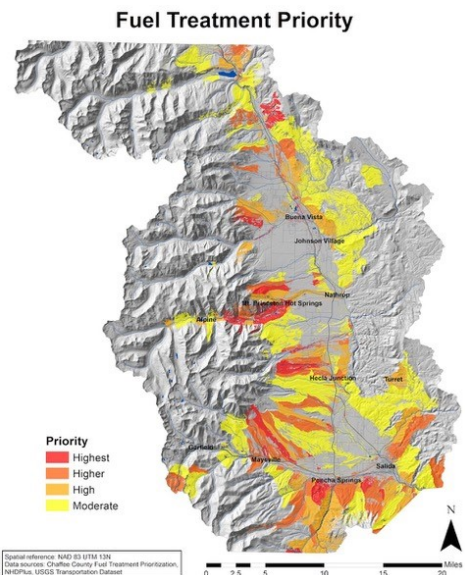 Fuel Treatment Priority
Buena Vista
Johnson Village
Nathrop
Mt. Princeton Hot Springs
Alpine
Hecla Junction
Turret
Garfield
Maysville
Salida
Poncha Springs
Priority
Highest
Higher
High
Moderate
N
Spatial reference: NAD 83 UTM 13N
Data sources: Chaffee County Fuel Treatment Prioritization,
NHDPlus, USGS Transportation Dataset
Miles
0 2.5 5 10 15 20